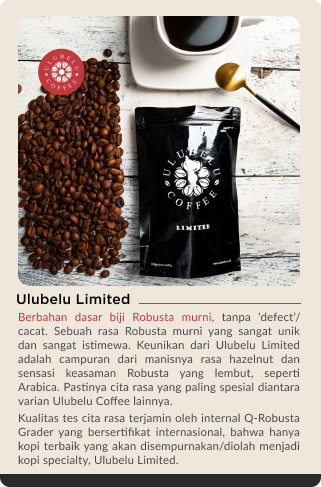 ULUBELU
COFFEE
ULUBELU
COFFEE
LIMITED
Ulubelu Limited
Berbahan dasar biji Robusta murni, tanpa ‘defect’/
cacat. Sebuah rasa Robusta murni yang sangat unik
dan sangat istimewa. Keunikan dari Ulubelu Limited
adalah campuran dari manisnya rasa hazelnut dan
sensasi keasaman Robusta yang lembut, seperti
Arabica. Pastinya cita rasa yang paling spesial diantara
varian Ulubelu Coffee lainnya.
Kualitas tes cita rasa terjamin oleh internal Q-Robusta
Grader yang bersertifikat internasional, bahwa hanya
kopi terbaik yang akan disempurnakan/diolah menjadi
kopi specialty, Ulubelu Limited.